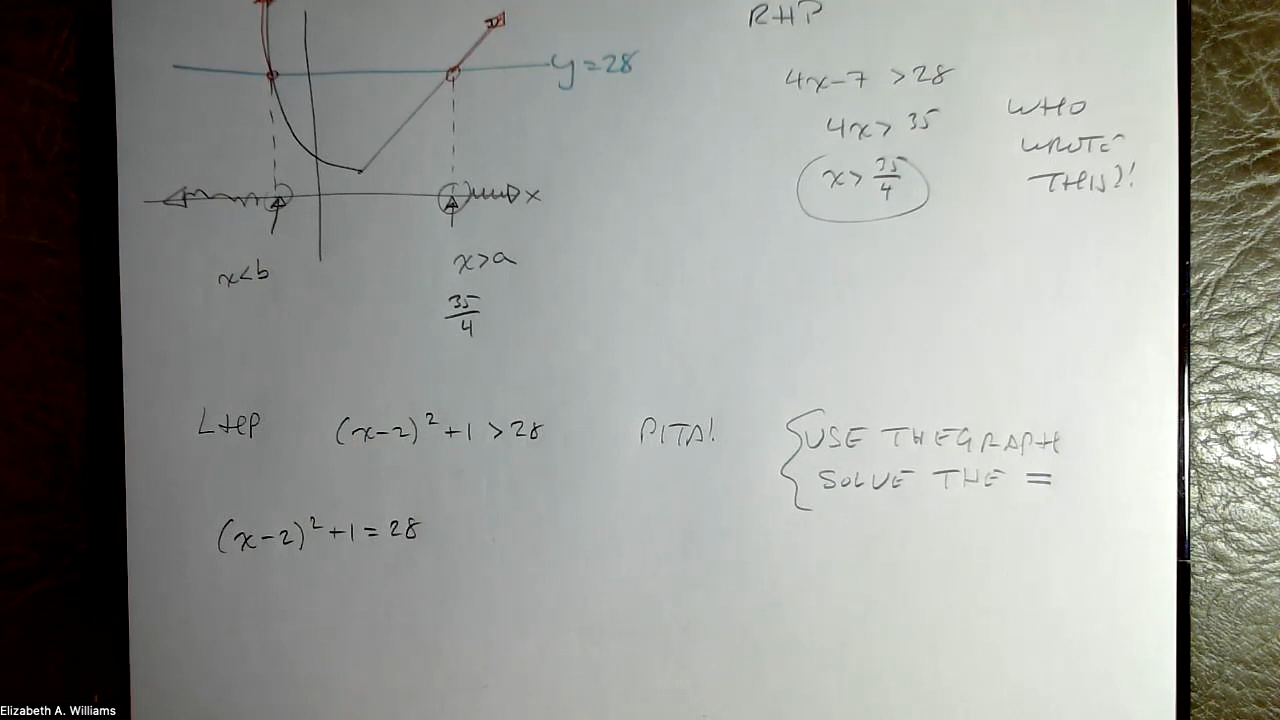 RHP
y = 28
4x-7 > 28
4x > 35
x > 35/4
WHO
WROTE
THIS?!
x
x<b
x>a
35/4
LHP
(x-2)² + 1 > 28
PITA!
USE THE GRAPH
SOLVE THE =
(x-2)² + 1 = 28
Elizabeth A. Williams